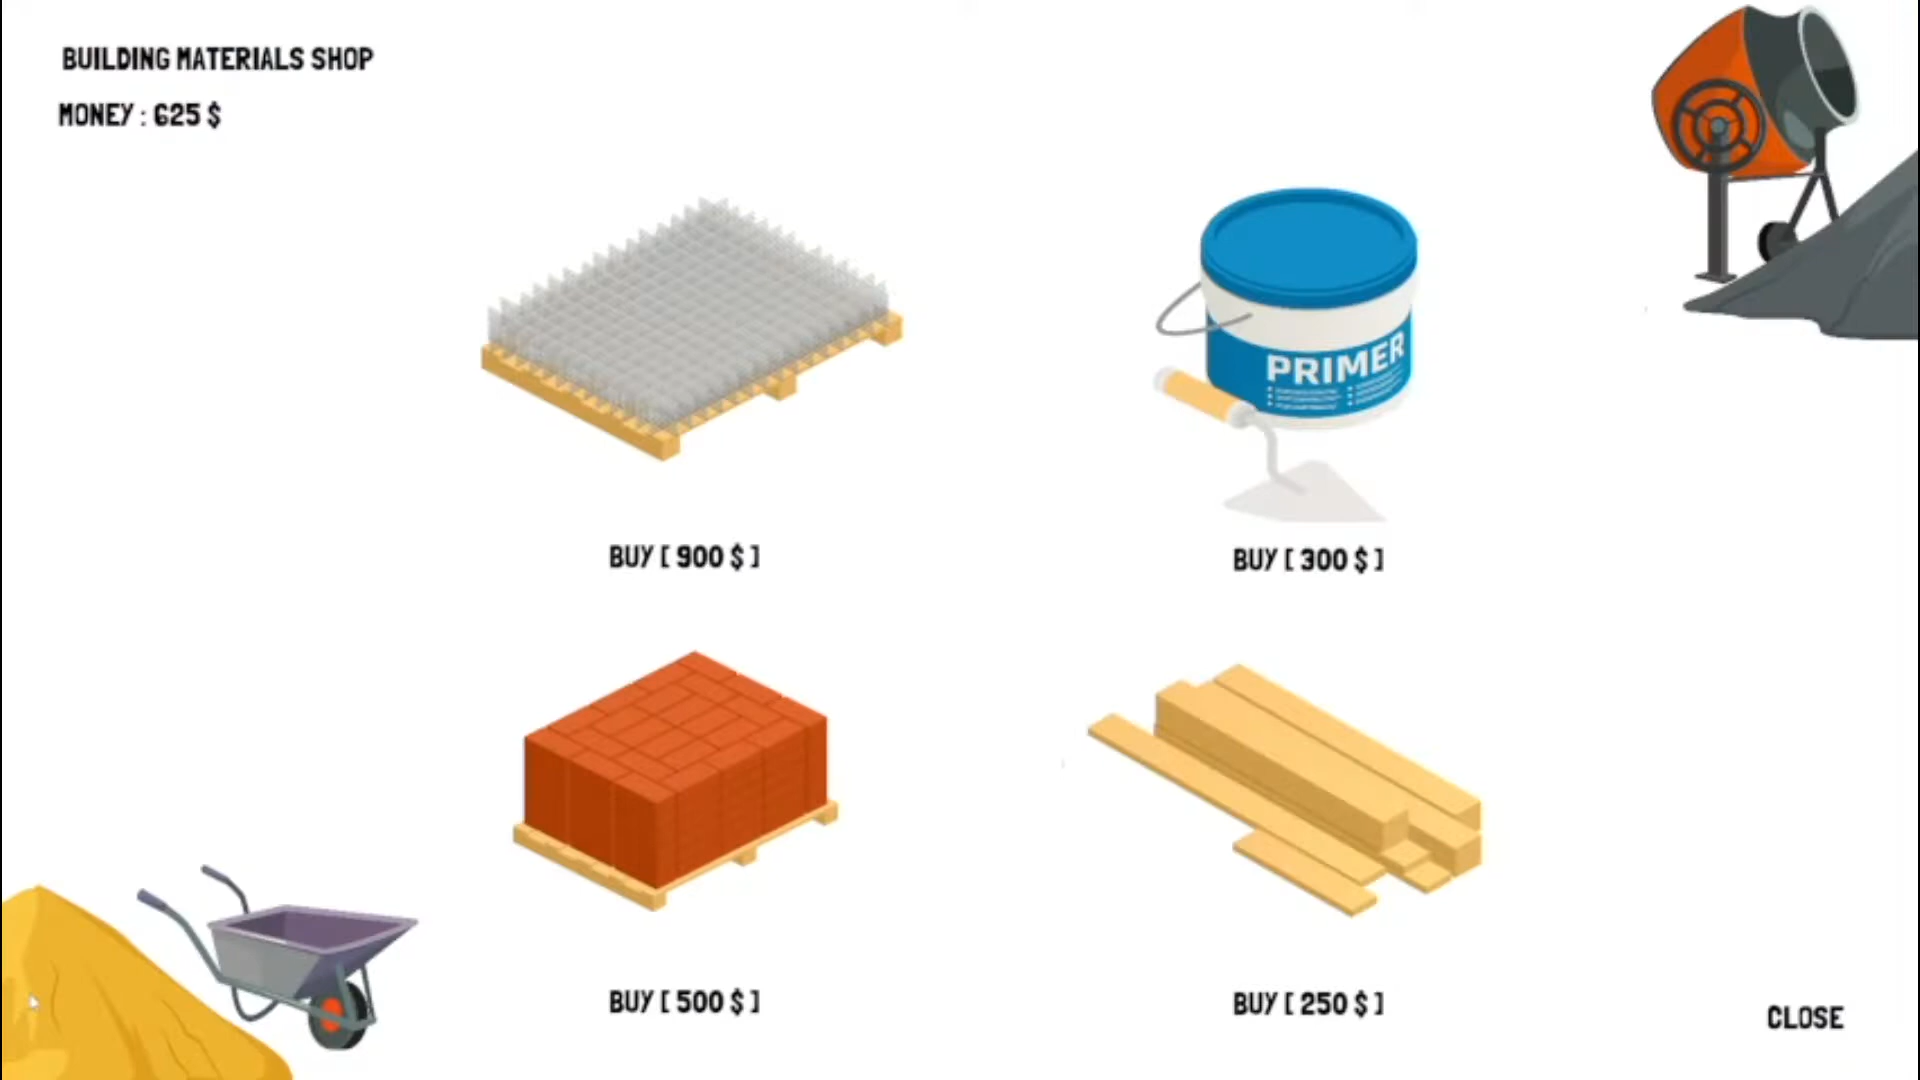 BUILDING MATERIALS SHOP
MONEY : 625 $
PRIMER
BUY [ 900 $ ]
BUY [ 300 $ ]
BUY [ 500 $ ]
BUY [ 250 $ ]
CLOSE